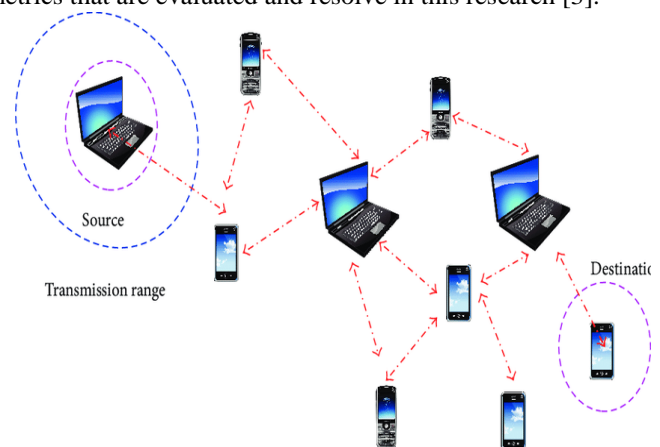 etrics that are evaluated and resolve in this research [3].
Source
Destinatio
Transmission range